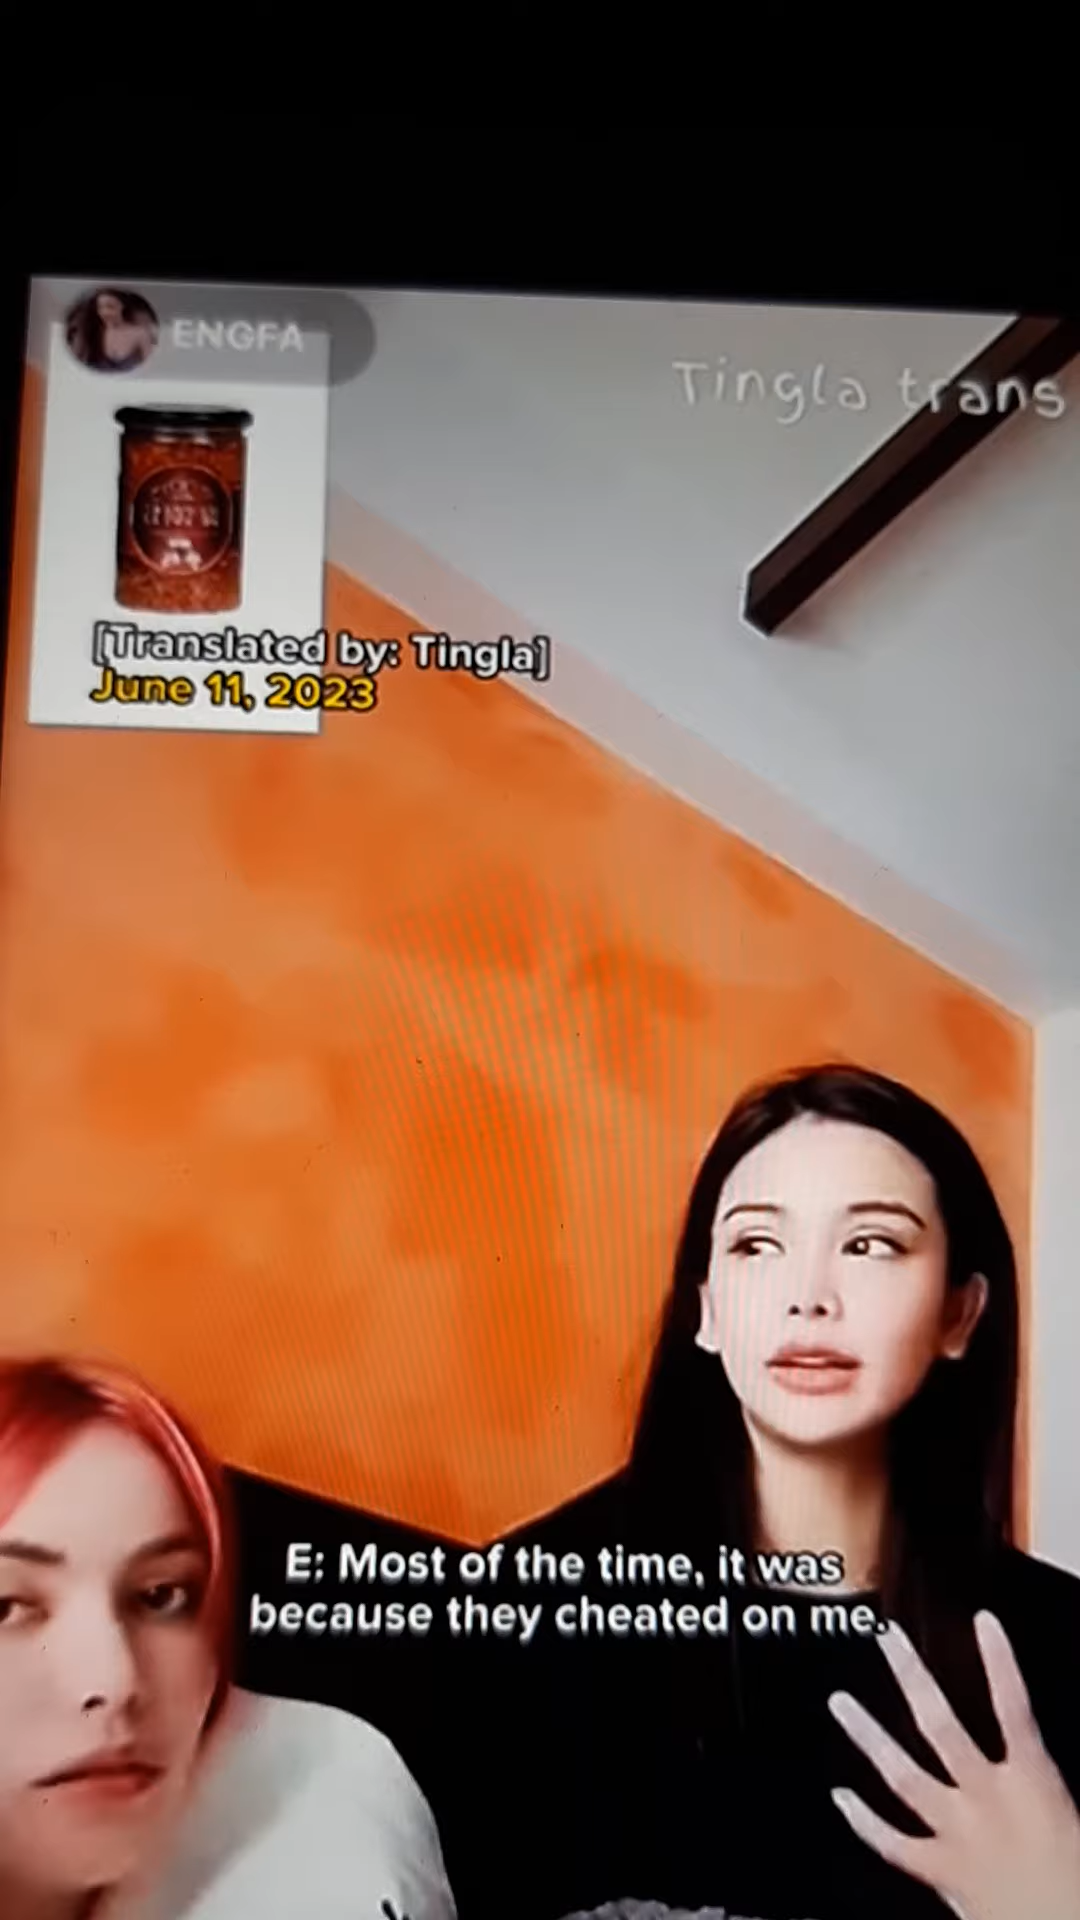 ENGFA
Tingla trans
[Translated by: Tingla]
June 11, 2023
E: Most of the time, it was
because they cheated on me.